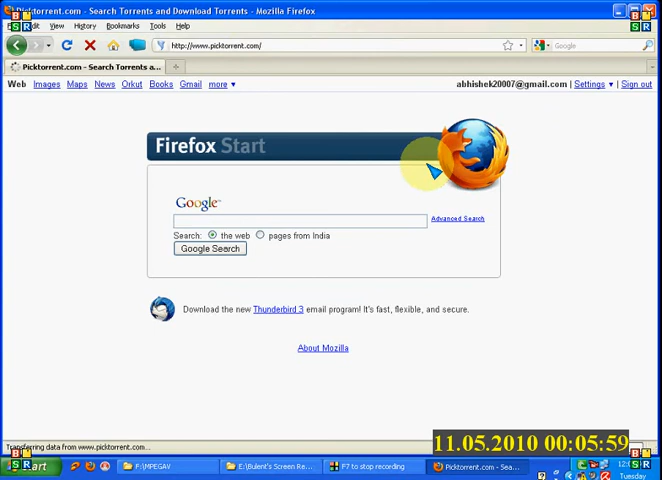 Picktorrent.com - Search Torrents and Download Torrents - Mozilla Firefox
View History Bookmarks Tools Help
http://www.picktorrent.com/
Google
Picktorrent.com - Search Torrents a...
Web Images Maps News Orkut Books Gmail more ▾
abhishek20007@gmail.com | Settings ▾ | Sign out
Firefox Start
Google
Advanced Search
Search: the web pages from India
Google Search
Download the new Thunderbird 3 email program! It's fast, flexible, and secure.
About Mozilla
Transferring data from www.picktorrent.com...
11.05.2010 00:05:59
F:\MPEGAV
E:\Bulent's Screen Re...
F7 to stop recording
Picktorrent.com - Sea...
Tuesday
B
S R
B
S R
B
S R
B
S R